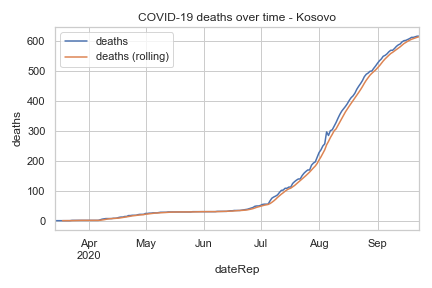 COVID-19 deaths over time - Kosovo
deaths
deaths (rolling)
600
500
400
300
200
100
0
deaths
Apr
2020
May
Jun
Jul
Aug
Sep
dateRep